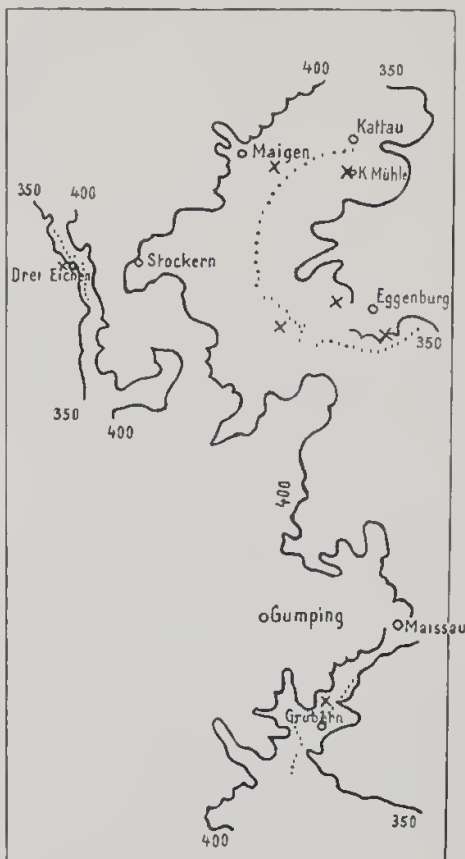 400
350
Kattau
Maigen
K Mühle
350
400
Drei Eichen
Stockern
Eggenburg
350
350
400
400
Gumping
Maissau
Grübern
350
400